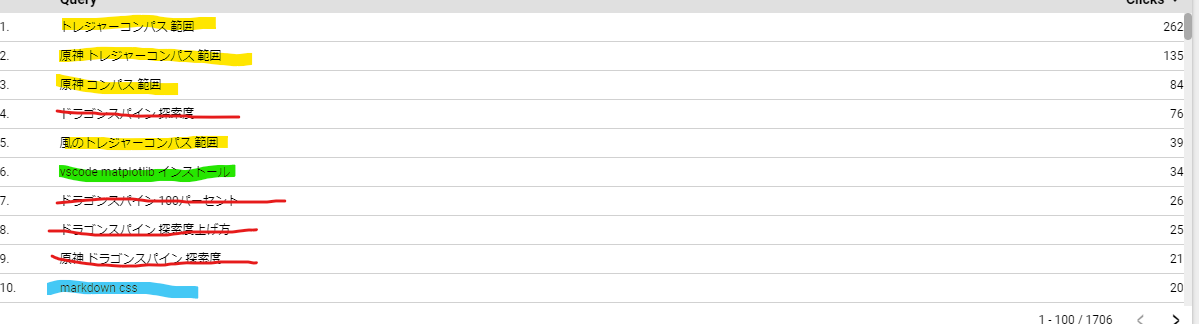 Query Clicks
1. トレジャーコンパス 範囲 262
2. 原神 トレジャーコンパス 範囲 135
3. 原神 コンパス 範囲 84
4. ドラゴンスパイン 探索度 76
5. 風のトレジャーコンパス 範囲 39
6. vscode matplotlib インストール 34
7. ドラゴンスパイン 100パーセント 26
8. ドラゴンスパイン 探索度上げ方 25
9. 原神 ドラゴンスパイン 探索度 21
10. markdown css 20
1 - 100 / 1706